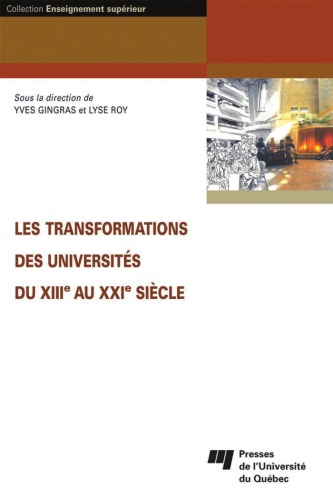 Collection Enseignement supérieur
Sous la direction de
YVES GINGRAS et LYSE ROY
LES TRANSFORMATIONS
DES UNIVERSITÉS
DU XIIIe AU XXIe SIÈCLE
Presses
de l'Université
du Québec